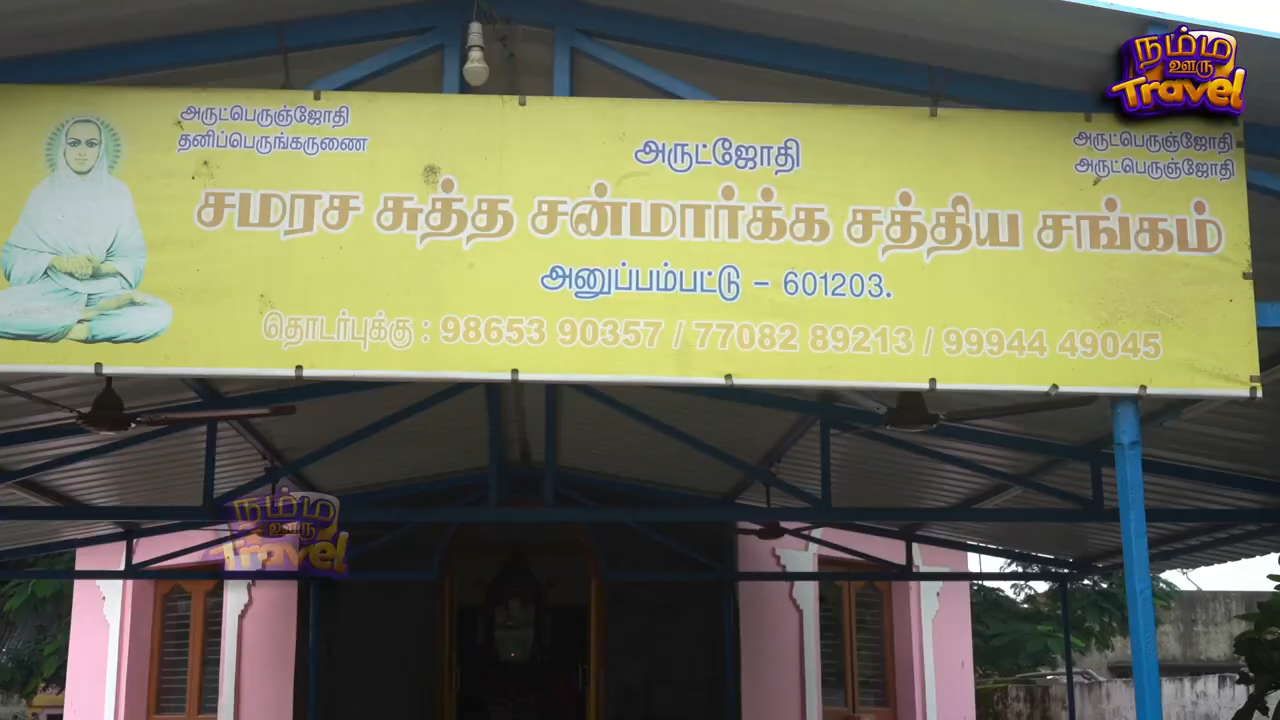 நம்ம
ஊரு
Travel
அருட்பெருஞ்ஜோதி
தனிப்பெருங்கருணை
அருட்ஜோதி
அருட்பெருஞ்ஜோதி
அருட்பெருஞ்ஜோதி
சமரச சுத்த சன்மார்க்க சத்திய சங்கம்
அனுப்பம்பட்டு - 601203.
தொடர்புக்கு : 98653 90357 / 77082 89213 / 99944 49045
நம்ம
ஊரு
Travel